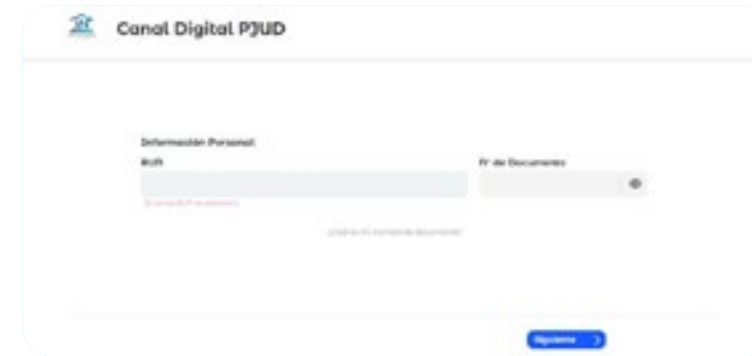 Canal Digital PJUD
Información Personal
RUN
N° de Documento
Siguiente